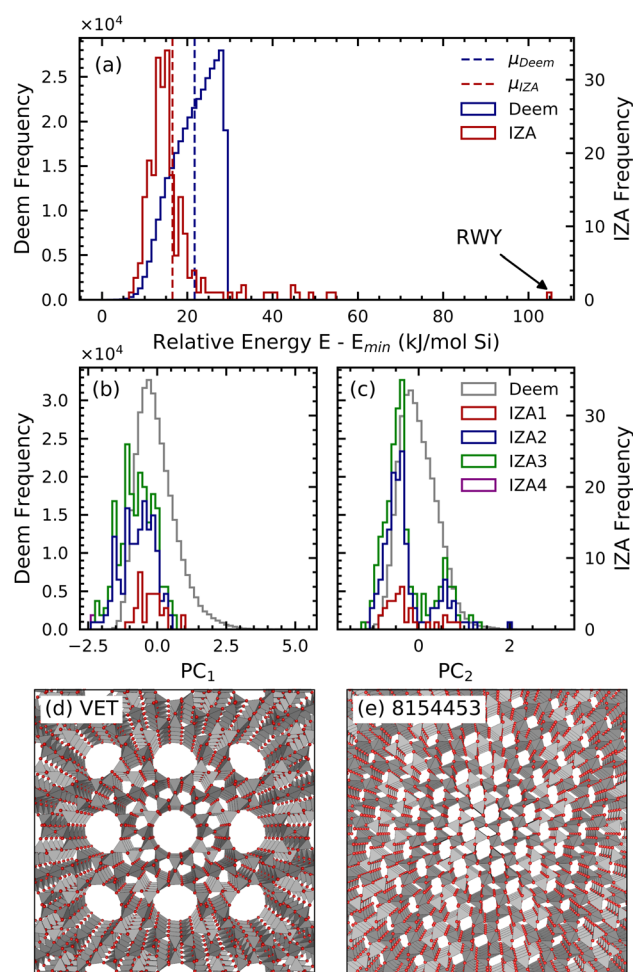 ×10⁴
(a)
μDeem
μIZA
Deem
IZA
RWY
2.5
2.0
1.5
1.0
0.5
0.0
Deem Frequency
30
20
10
0
IZA Frequency
0 20 40 60 80 100
Relative Energy E - Emin (kJ/mol Si)
×10⁴
(b)
(c)
Deem
IZA1
IZA2
IZA3
IZA4
3.0
2.5
2.0
1.5
1.0
0.5
0.0
Deem Frequency
30
20
10
0
IZA Frequency
−2.5 0.0 2.5 5.0
0 2
PC₁
PC₂
(d) VET
(e) 8154453